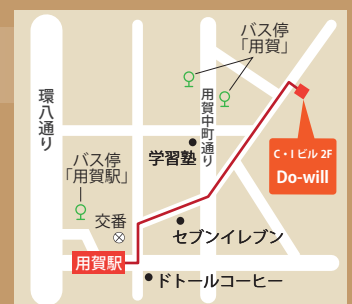 バス停
「用賀」
環八通り
用賀中町通り
学習塾
C・Iビル 2F
Do-will
バス停
「用賀駅」
交番
セブンイレブン
用賀駅
ドトールコーヒー